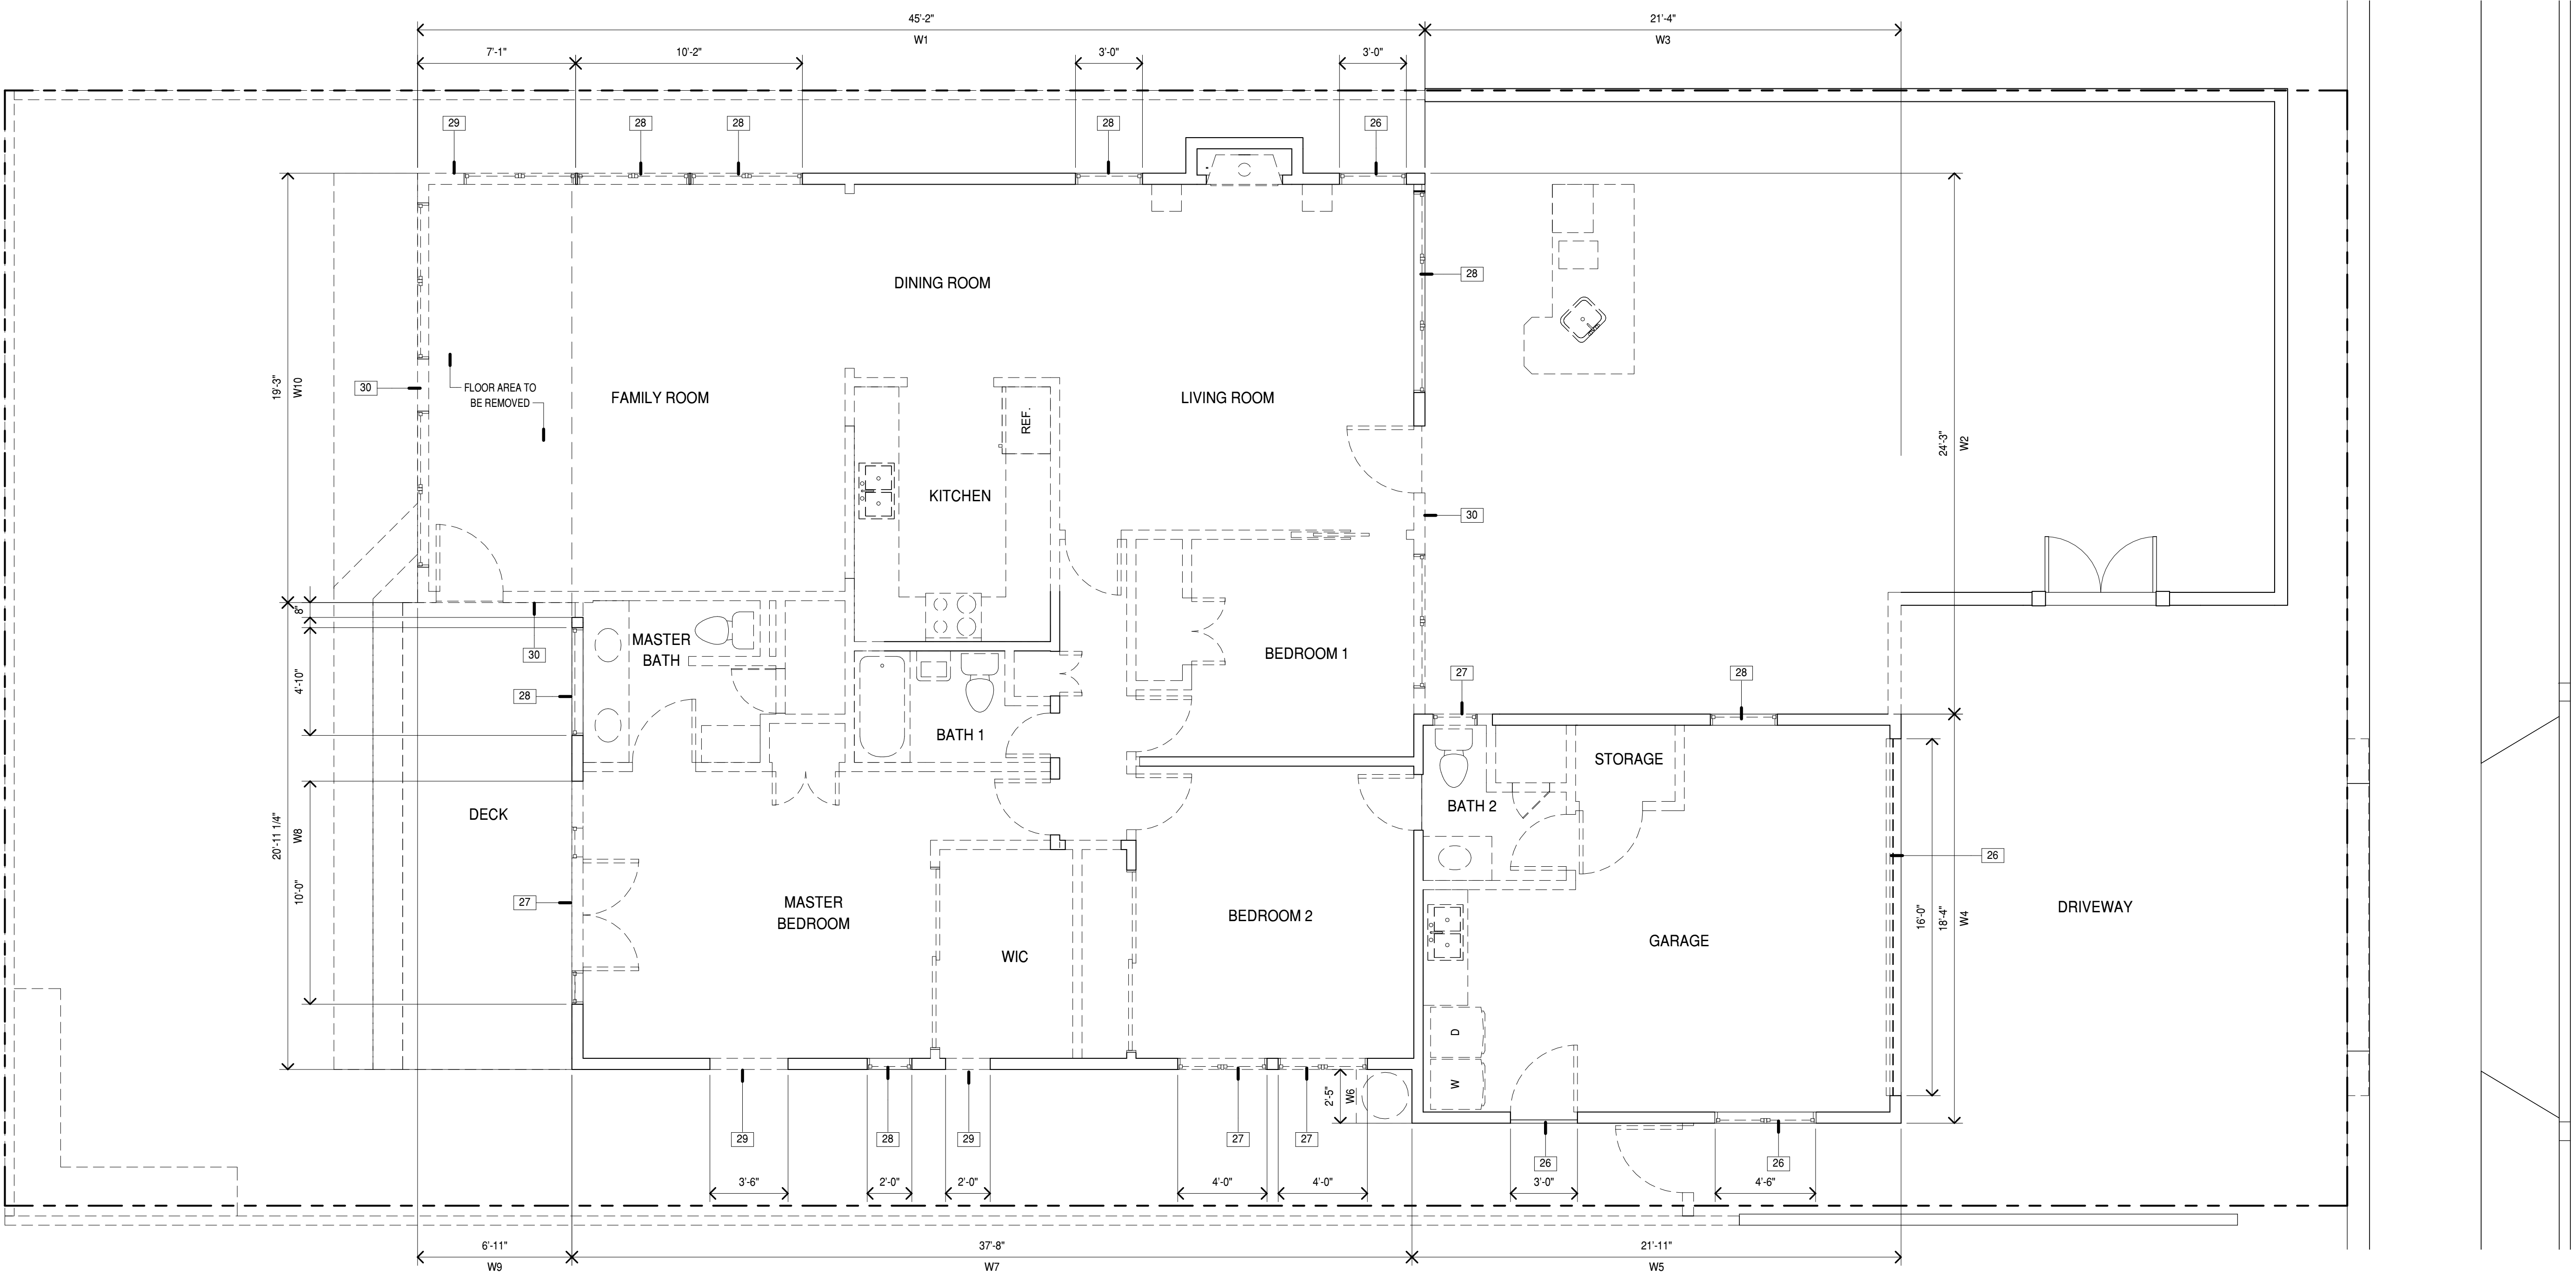 45'-2"
21'-4"
W1
W3
7'-1"
10'-2"
3'-0"
3'-0"
29
28
28
28
26
28
DINING ROOM
19'-3"
W10
30
FLOOR AREA TO
BE REMOVED
FAMILY ROOM
LIVING ROOM
REF.
24'-3"
W2
KITCHEN
30
8"
30
MASTER
BATH
BEDROOM 1
4'-10"
28
27
28
BATH 1
STORAGE
BATH 2
DECK
20'-11 1/4"
W8
10'-0"
27
26
MASTER
BEDROOM
BEDROOM 2
DRIVEWAY
16'-0"
18'-4"
W4
GARAGE
WIC
D
W
2'-5"
W6
29
28
29
27
27
26
26
3'-6"
2'-0"
2'-0"
4'-0"
4'-0"
3'-0"
4'-6"
6'-11"
37'-8"
21'-11"
W9
W7
W5